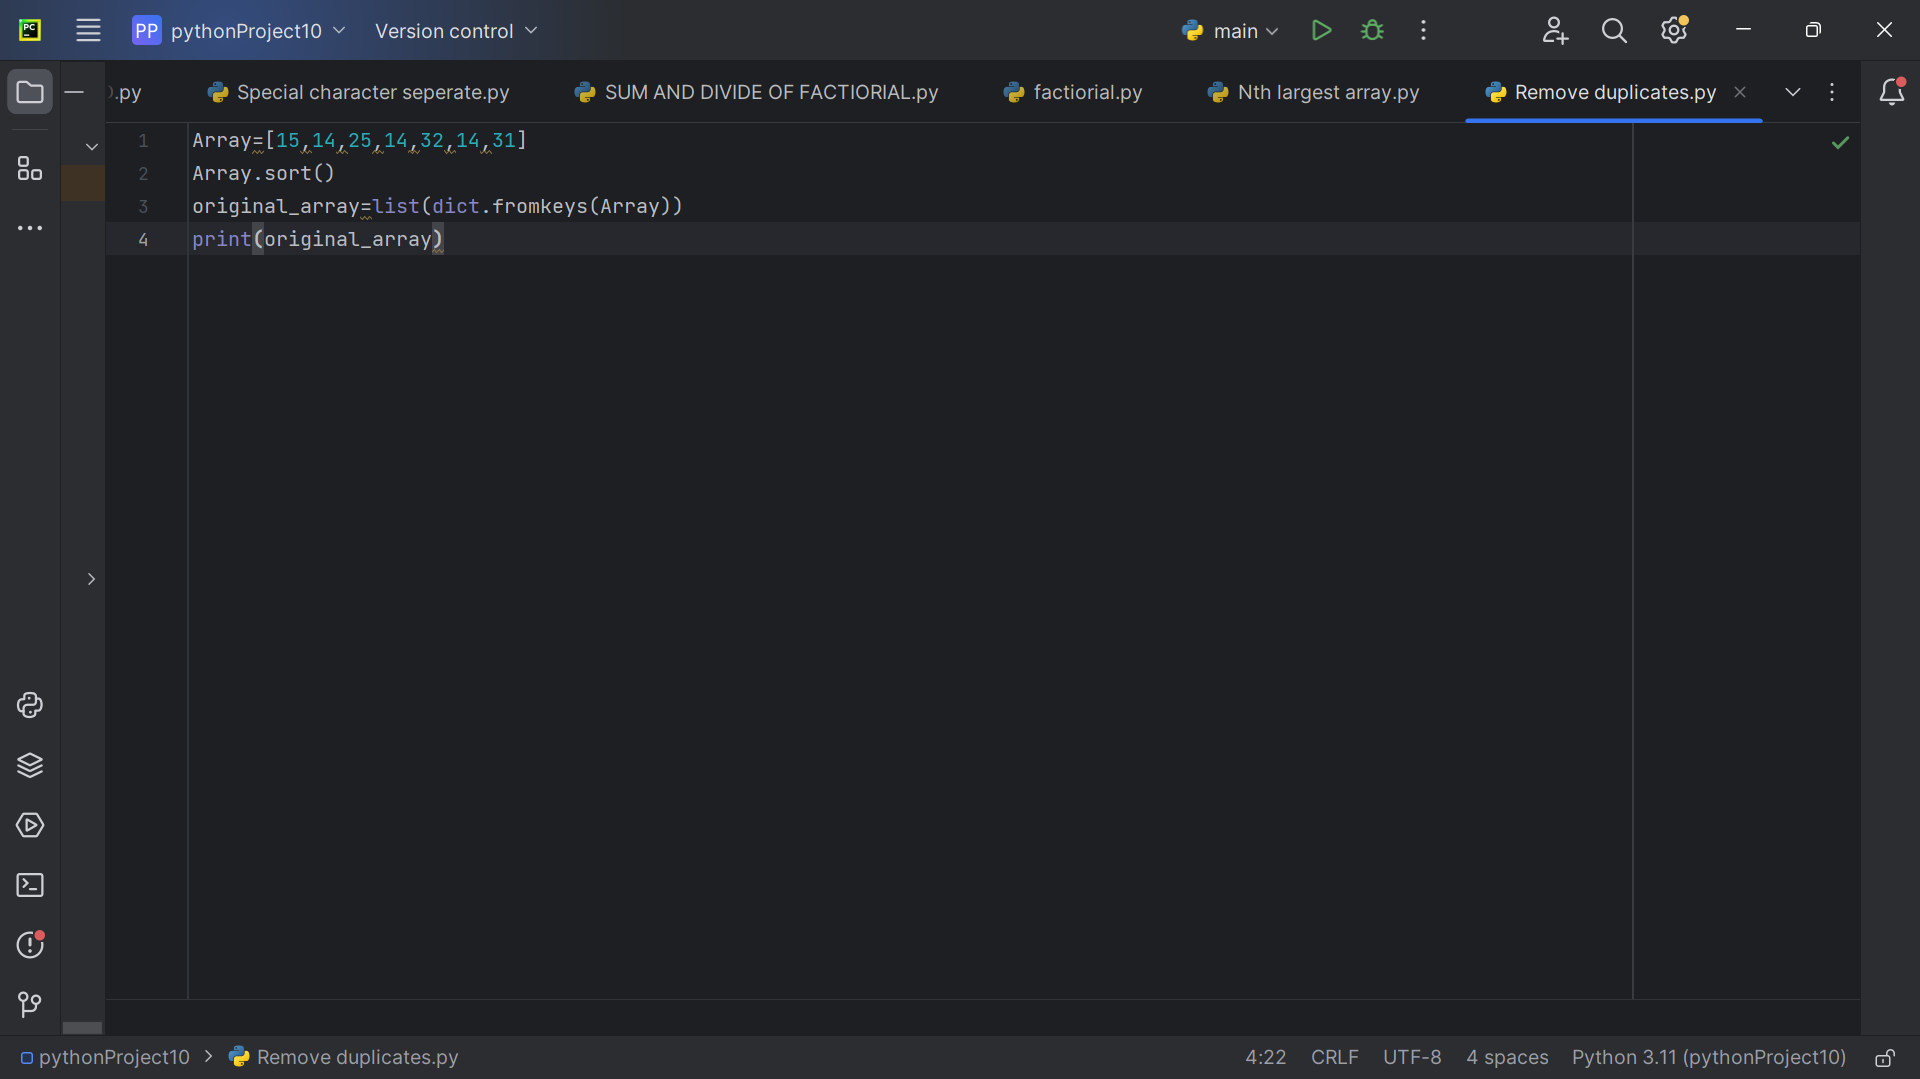 PC
PP pythonProject10 Version control main
.py Special character seperate.py SUM AND DIVIDE OF FACTIORIAL.py factiorial.py Nth largest array.py Remove duplicates.py
1 Array=[15,14,25,14,32,14,31]
2 Array.sort()
3 original_array=list(dict.fromkeys(Array))
4 print(original_array)
pythonProject10 > Remove duplicates.py 4:22 CRLF UTF-8 4 spaces Python 3.11 (pythonProject10)